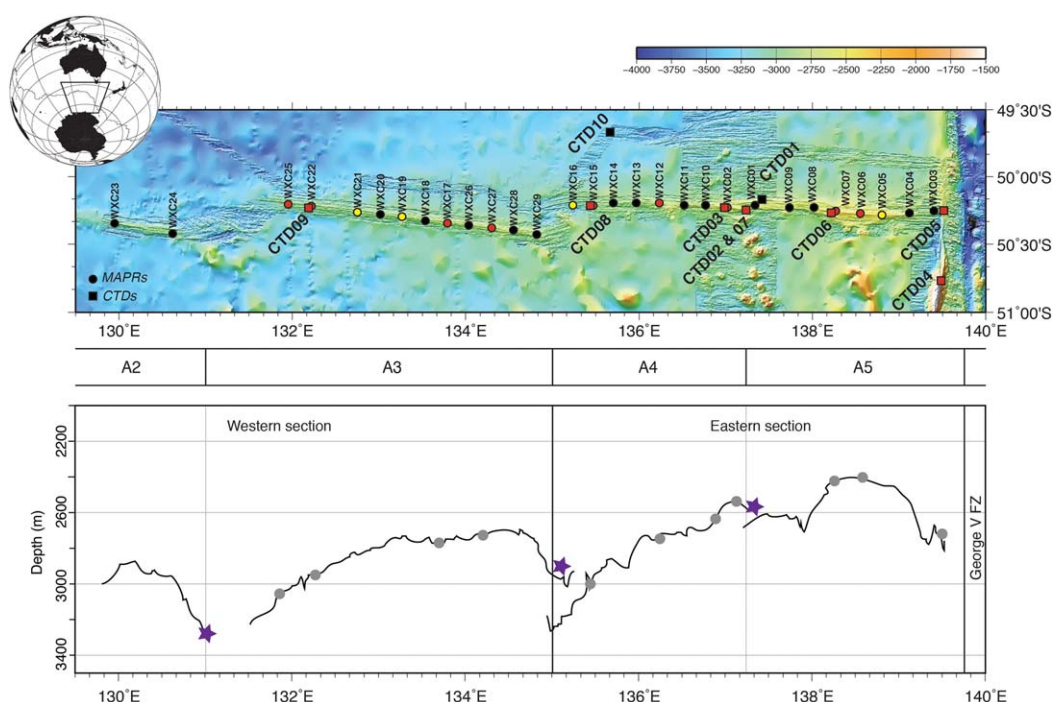 −4000 −3750 −3500 −3250 −3000 −2750 −2500 −2250 −2000 −1750 −1500
49˚30'S
50˚00'S
50˚30'S
51˚00'S
WXC23
WXC24
WXC25
WXC22
CTD09
WXC21
WXC20
WXC19
WXC18
WXC17
WXC26
WXC27
WXC28
WXC29
WXC16
WXC15
CTD08
CTD10
WXC14
WXC13
WXC12
WXC11
WXC10
WXC02
CTD03
WXC01
CTD02 & 07
CTD01
WXC09
WXC08
WXC07
CTD06
WXC06
WXC05
WXC04
WXC03
CTD05
CTD04
MAPRs
CTDs
130˚E 132˚E 134˚E 136˚E 138˚E 140˚E
A2 A3 A4 A5
Western section Eastern section
Depth (m)
2200
2600
3000
3400
George V FZ
130˚E 132˚E 134˚E 136˚E 138˚E 140˚E